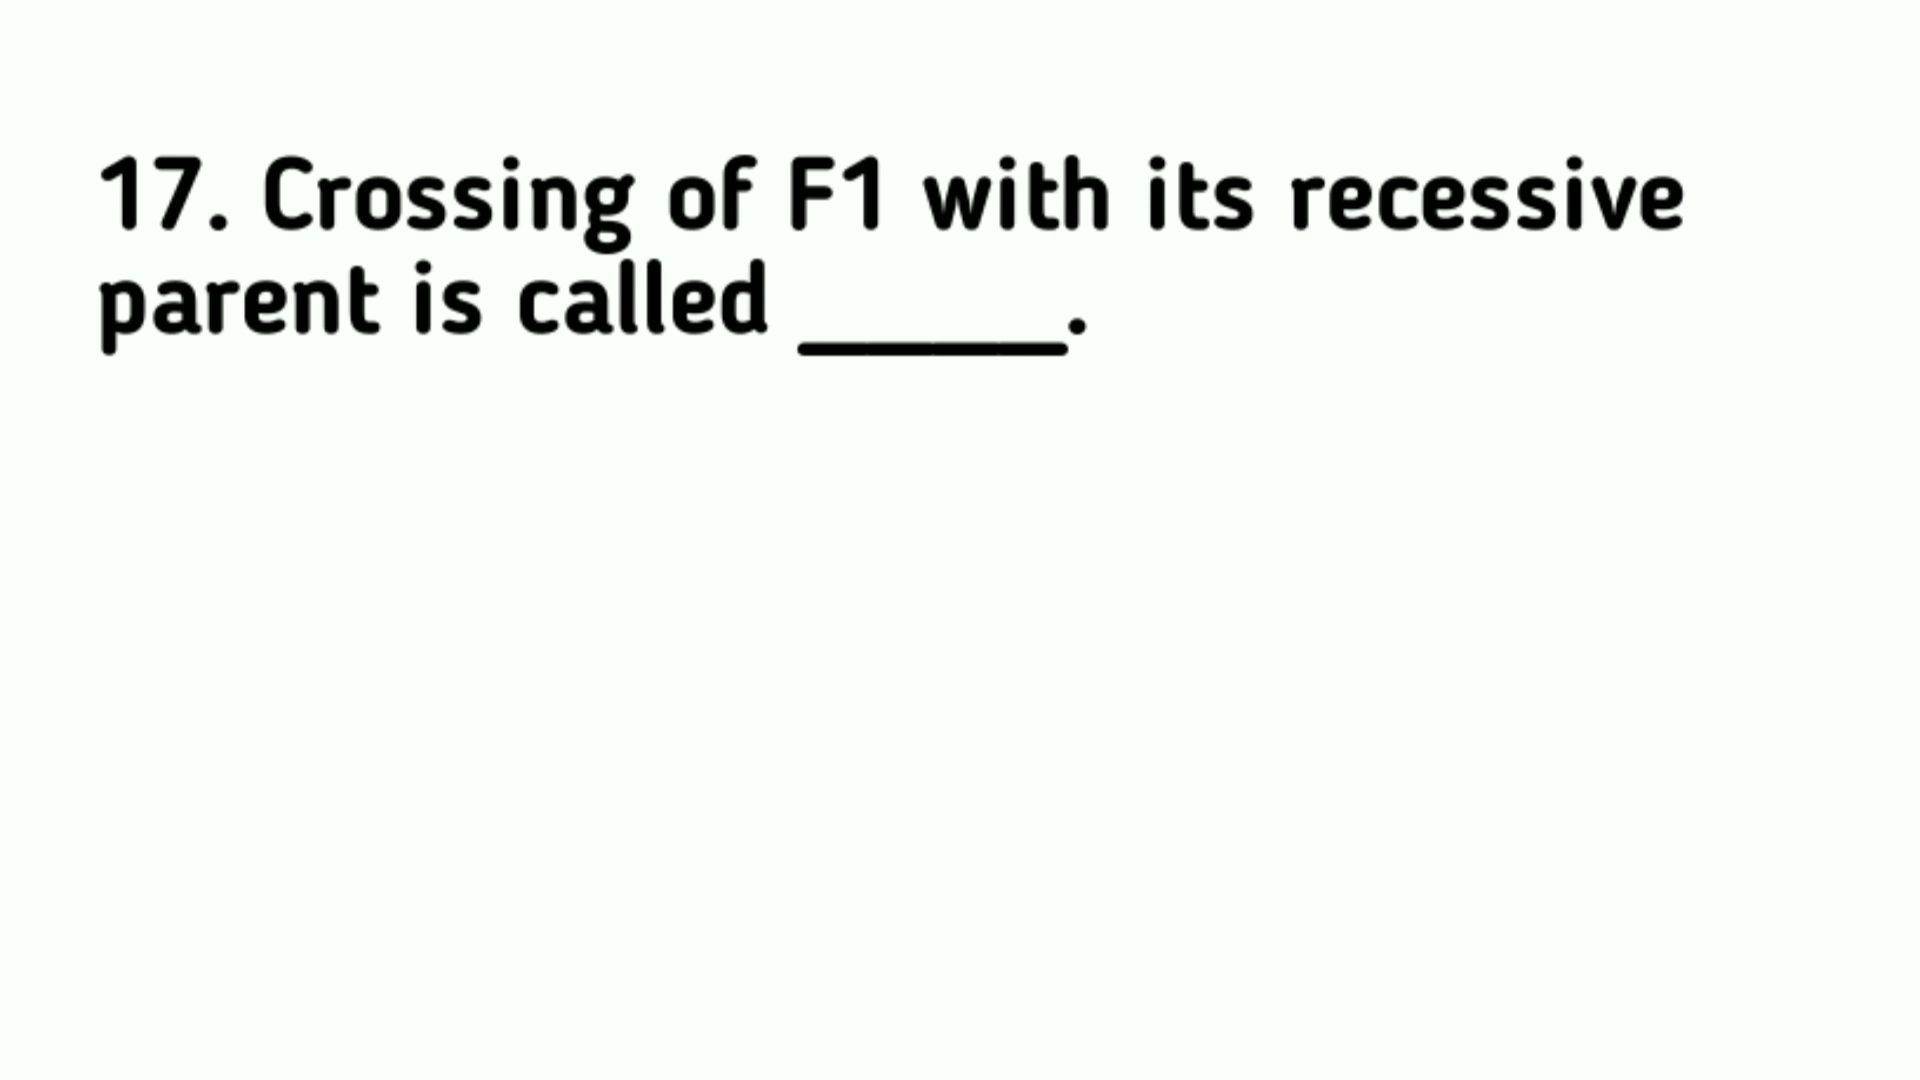 17. Crossing of F1 with its recessive
parent is called ______.